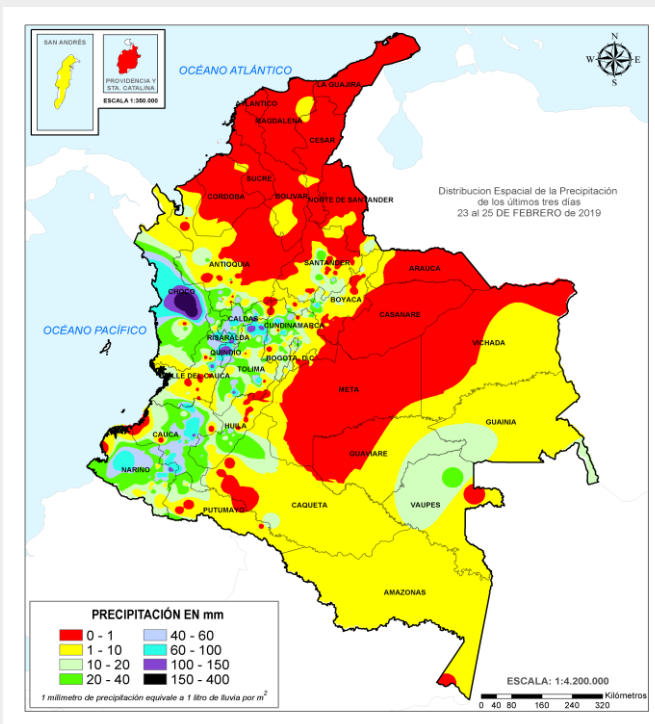 SAN ANDRÉS
PROVIDENCIA Y
STA. CATALINA
ESCALA 1:350.000
OCÉANO ATLÁNTICO
N
W E
S
LA GUAJIRA
ATLANTICO
MAGDALENA
CESAR
SUCRE
CORDOBA
BOLIVAR
NORTE DE SANTANDER
Distribucion Espacial de la Precipitación
de los últimos tres días
23 al 25 DE FEBRERO de 2019
ANTIOQUIA
SANTANDER
ARAUCA
CHOCO
BOYACA
CALDAS
CUNDINAMARCA
CASANARE
OCÉANO PACÍFICO
RISARALDA
VICHADA
QUINDIO
BOGOTA, D.C.
TOLIMA
VALLE DEL CAUCA
META
GUAINIA
CAUCA
HUILA
GUAVIARE
NARIÑO
CAQUETA
VAUPES
PUTUMAYO
AMAZONAS
PRECIPITACIÓN EN mm
0 - 1 40 - 60
1 - 10 60 - 100
10 - 20 100 - 150
20 - 40 150 - 400
1 milimetro de precipitación equivale a 1 litro de lluvia por m²
ESCALA: 1:4.200.000
Kilómetros
0 40 80 160 240 320